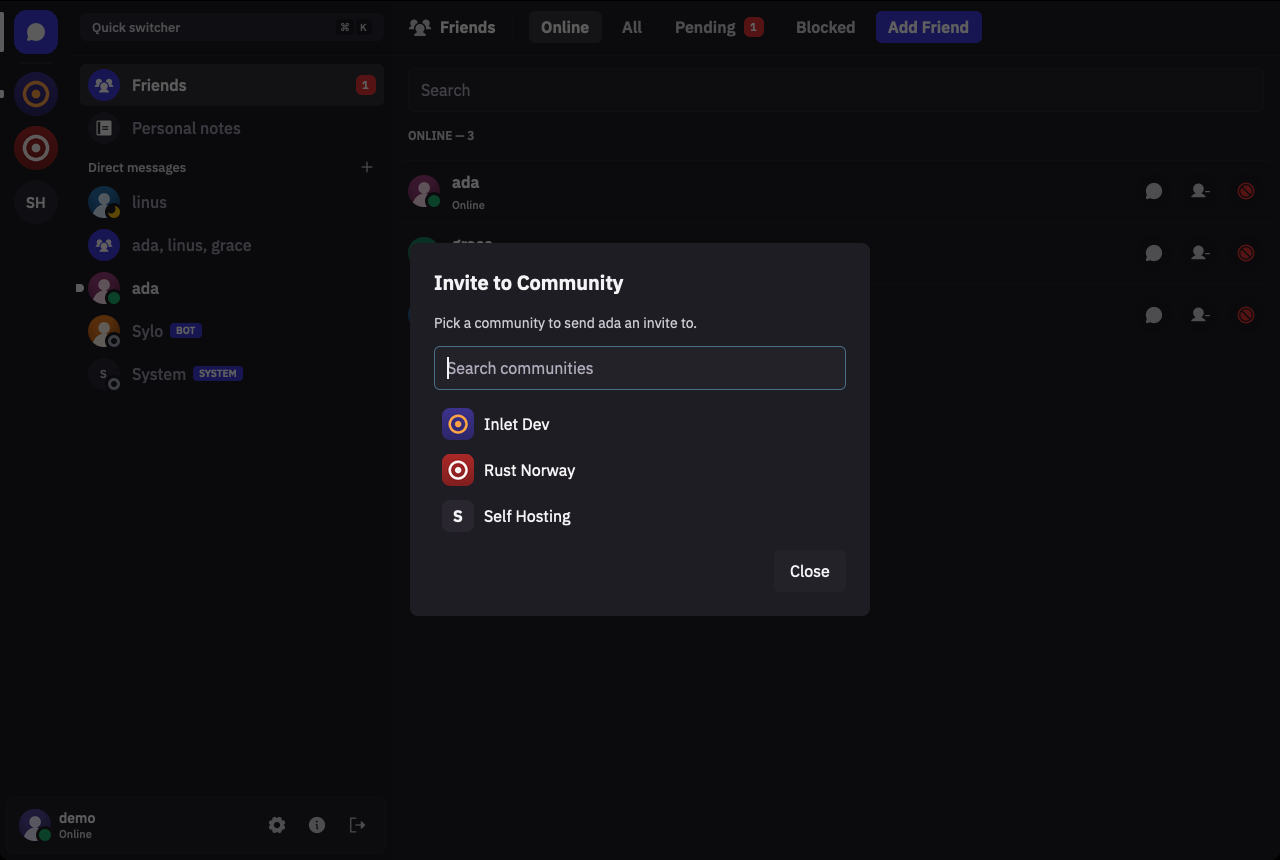 Quick switcher
⌘ K
Friends
1
Personal notes
Direct messages
linus
ada, linus, grace
ada
Sylo BOT
S System SYSTEM
SH
demo
Online
Friends
Online
All
Pending 1
Blocked
Add Friend
Search
ONLINE — 3
ada
Online
Invite to Community
Pick a community to send ada an invite to.
Search communities
Inlet Dev
Rust Norway
S Self Hosting
Close